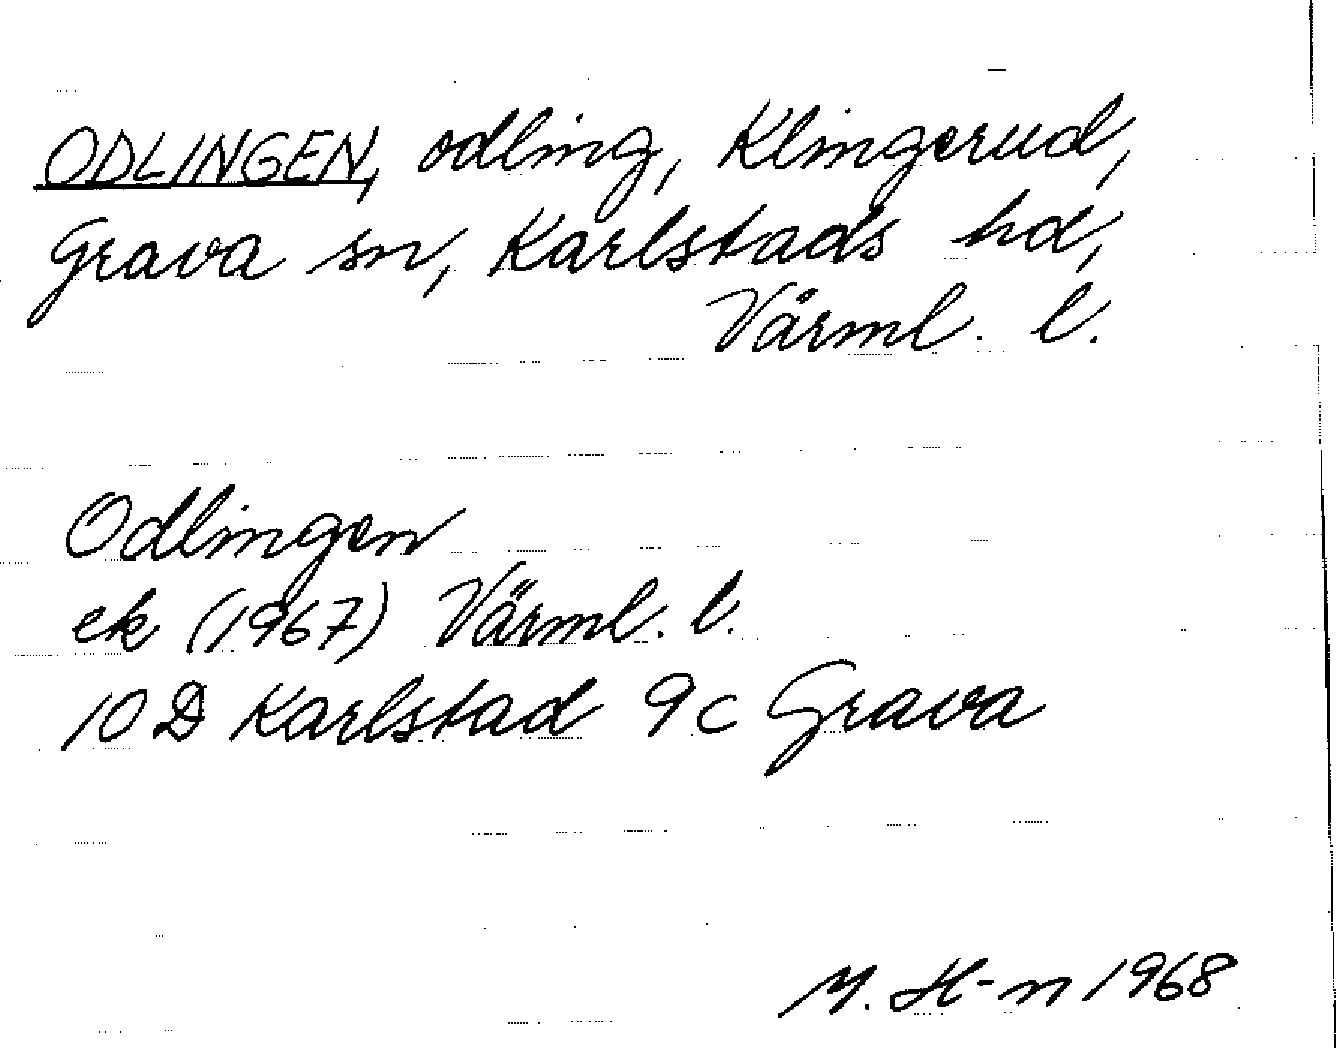 ODLINGEN, odling, Klingerud,
Grava sn, Karlstads hd,
Värml. l.
Odlingen
ek (1967) Värml. l.
10 D Karlstad 9c Grava
M. H-n 1968